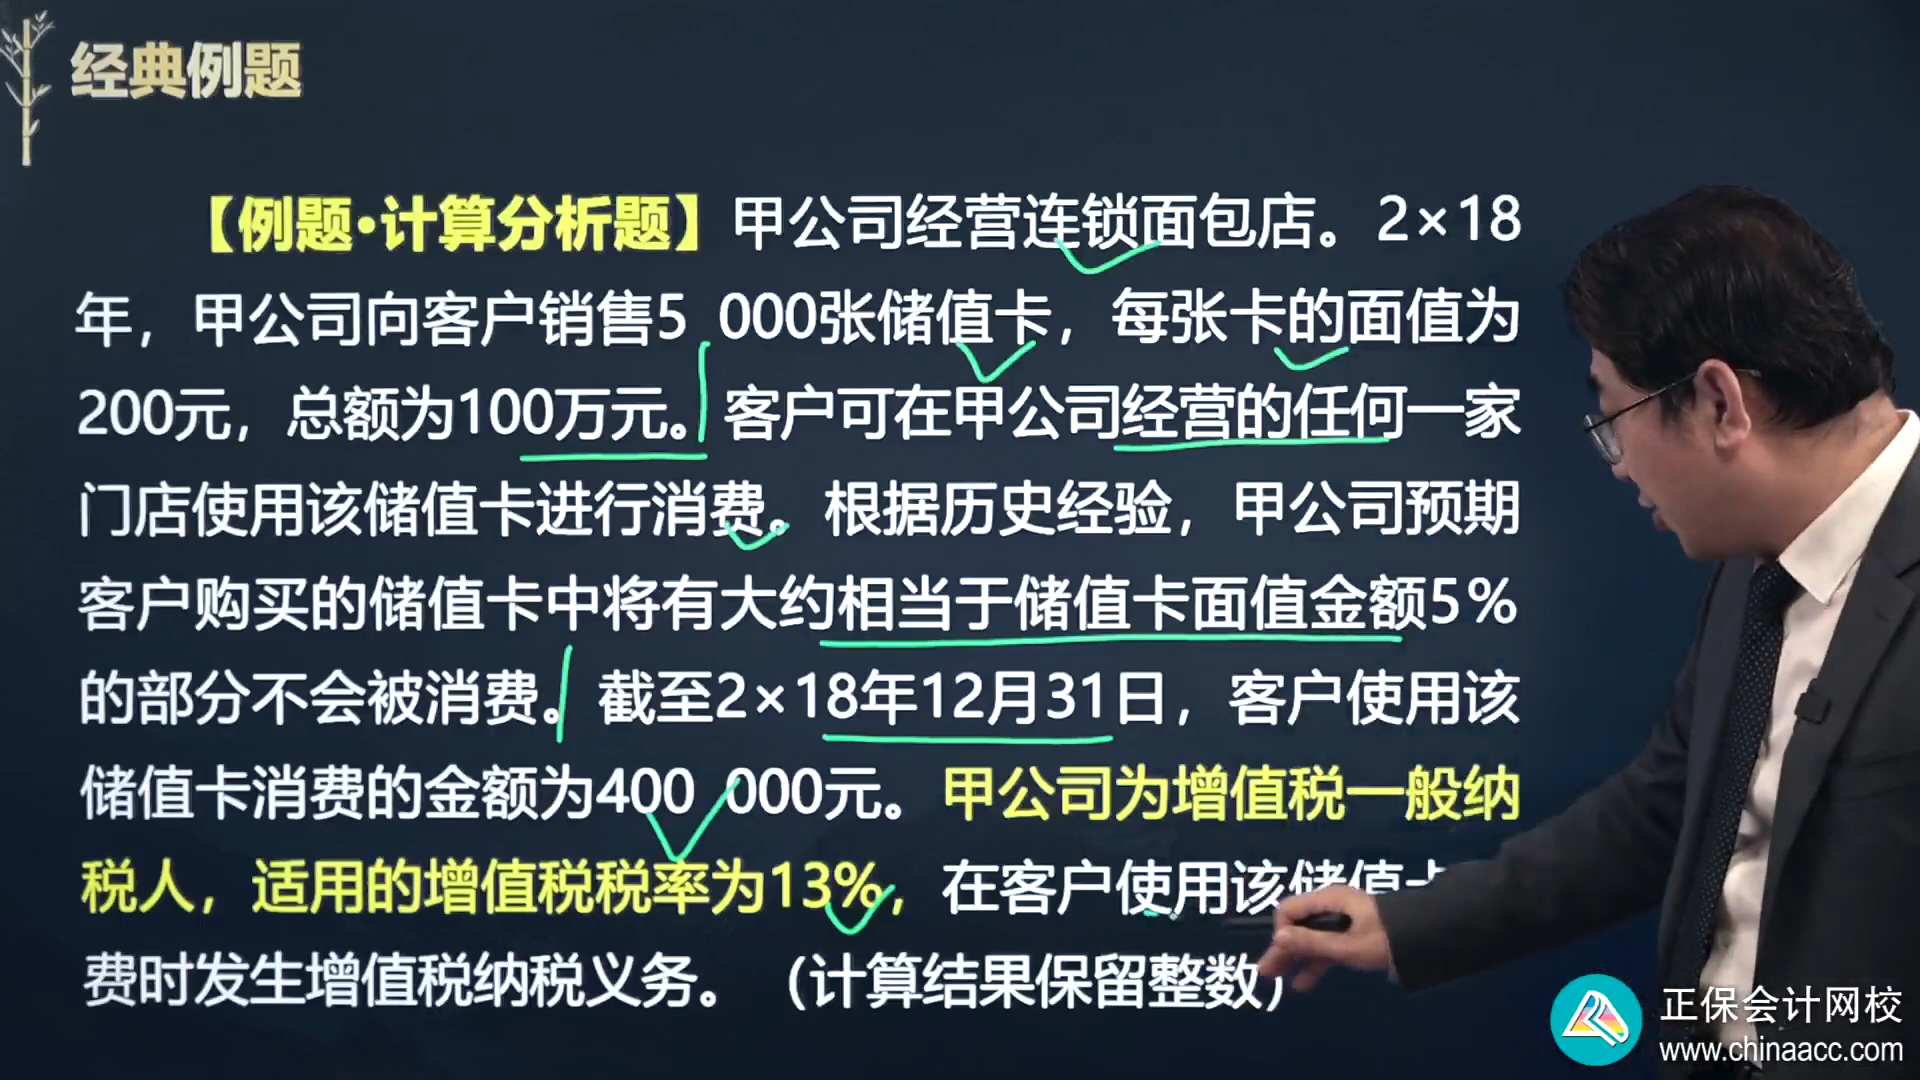 经典例题
【例题·计算分析题】甲公司经营连锁面包店。2×18
年，甲公司向客户销售5 000张储值卡，每张卡的面值为
200元，总额为100万元。客户可在甲公司经营的任何一家
门店使用该储值卡进行消费。根据历史经验，甲公司预期
客户购买的储值卡中将有大约相当于储值卡面值金额5%
的部分不会被消费。截至2×18年12月31日，客户使用该
储值卡消费的金额为400 000元。甲公司为增值税一般纳
税人，适用的增值税税率为13%，在客户使用该储值卡
费时发生增值税纳税义务。（计算结果保留整数）
正保会计网校
www.chinaacc.com